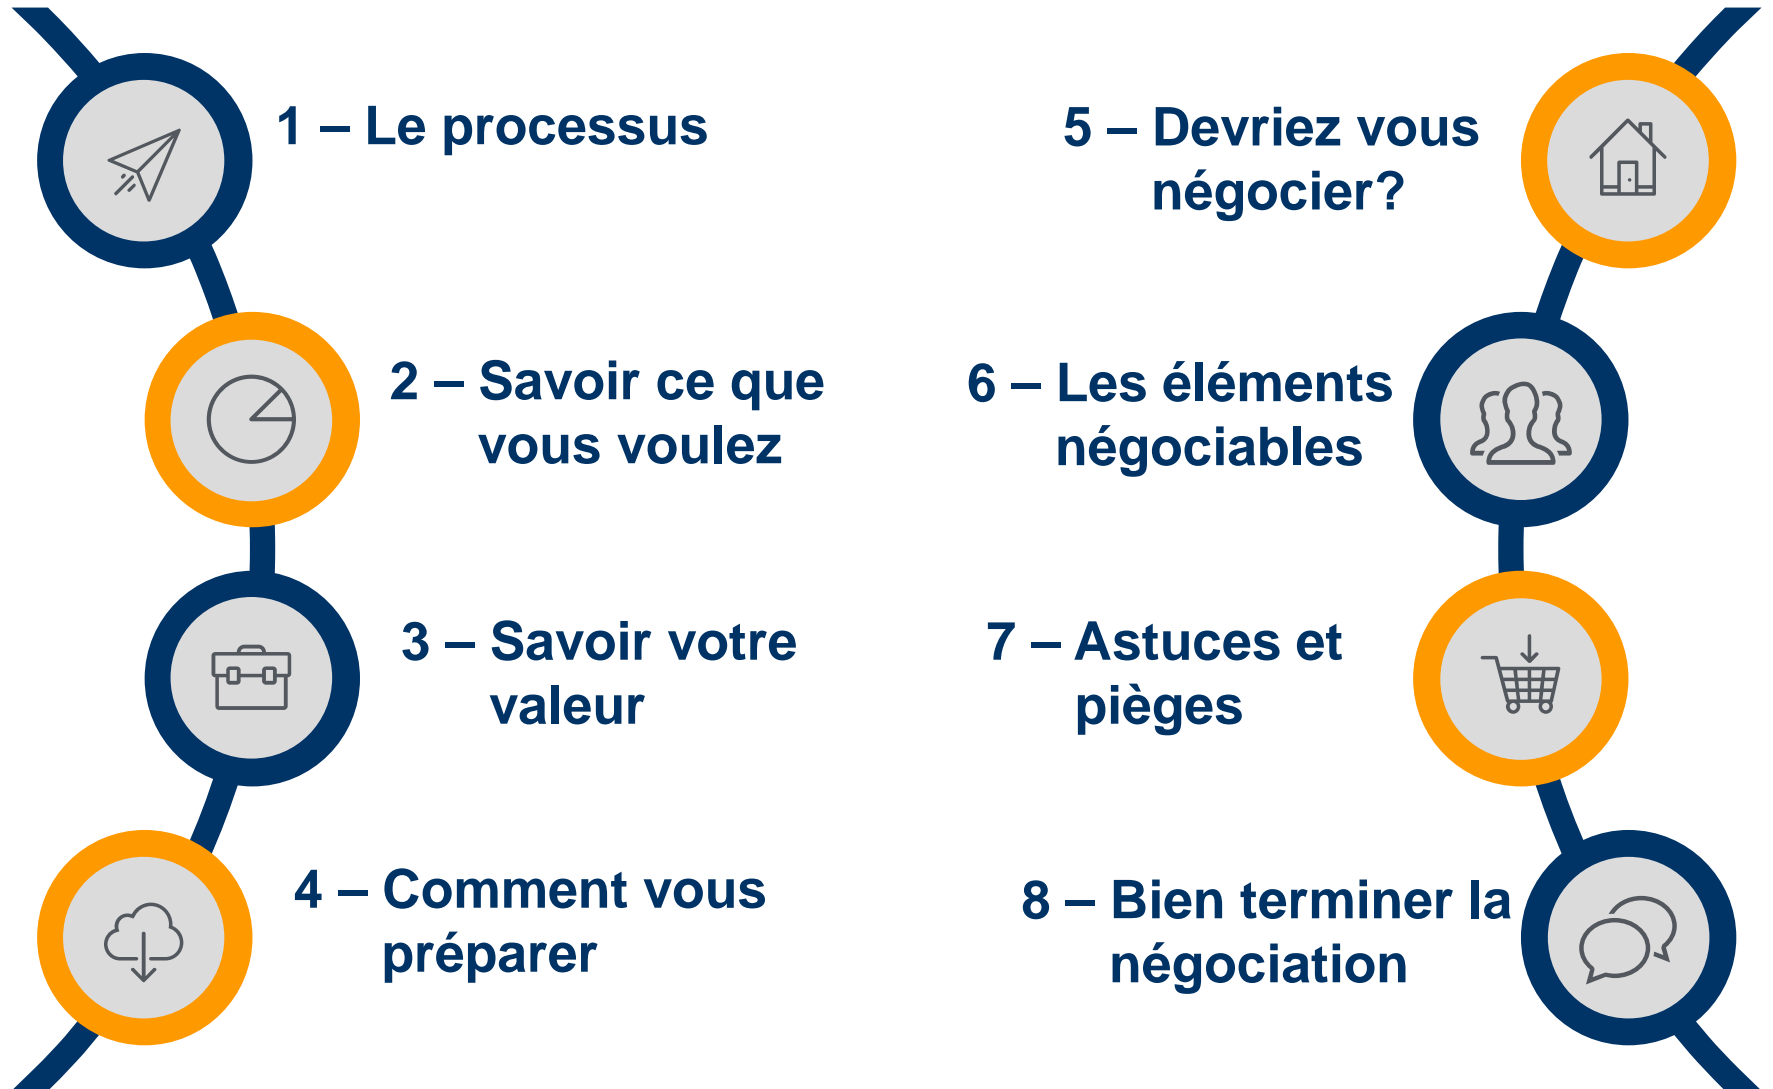 1 – Le processus
2 – Savoir ce que
vous voulez
3 – Savoir votre
valeur
4 – Comment vous
préparer
5 – Devriez vous
négocier?
6 – Les éléments
négociables
7 – Astuces et
pièges
8 – Bien terminer la
négociation